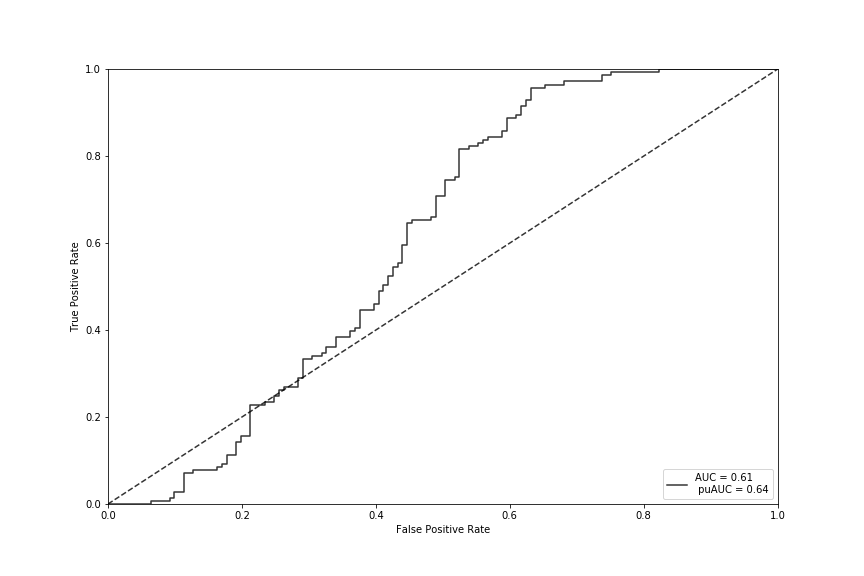 1.0
0.8
0.6
0.4
0.2
0.0
True Positive Rate
0.0 0.2 0.4 0.6 0.8 1.0
False Positive Rate
AUC = 0.61
puAUC = 0.64